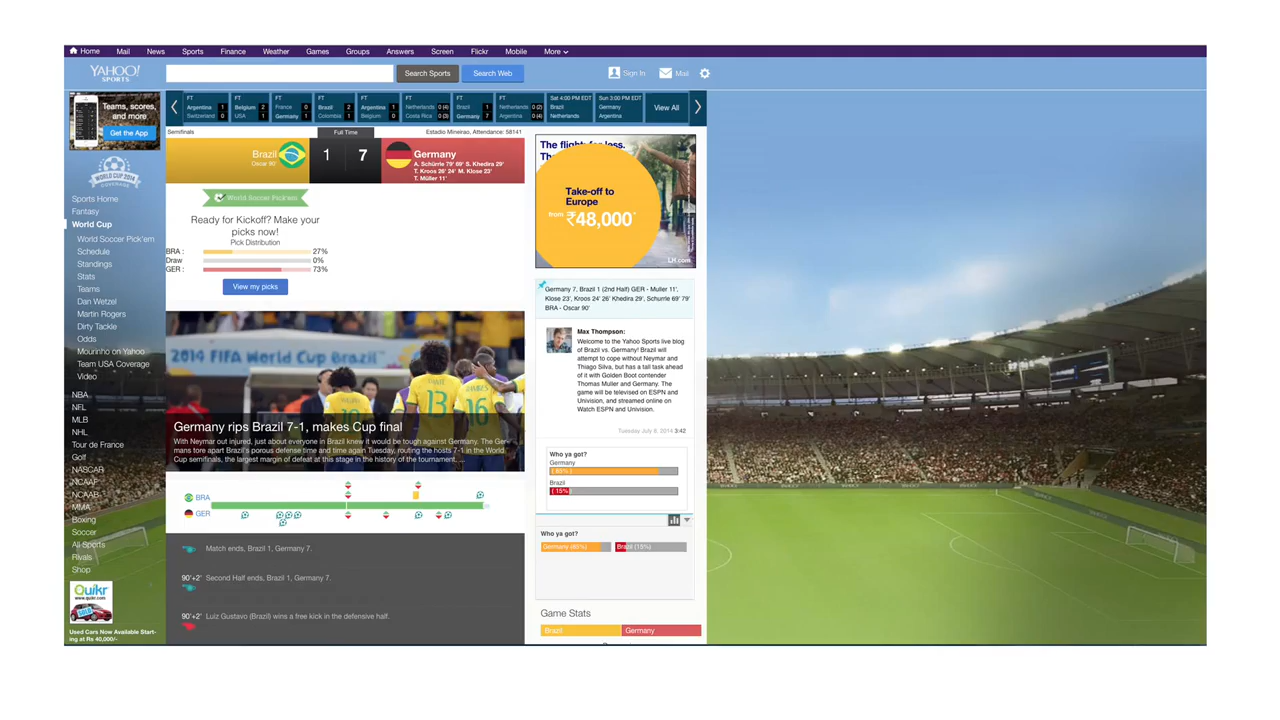 Home Mail News Sports Finance Weather Games Groups Answers Screen Flickr Mobile More
YAHOO!
SPORTS
Search Sports Search Web Sign In Mail
Teams, scores,
and more
Get the App
FT FT FT FT FT FT FT FT Sat 4:00 PM EDT Sun 3:00 PM EDT
Argentina 1 Belgium 2 France 0 Brazil 2 Argentina 1 Netherlands 0 (4) Brazil 1 Netherlands 0 (2) Brazil Germany View All
Switzerland 0 USA 1 Germany 1 Colombia 1 Belgium 0 Costa Rica 0 (3) Germany 7 Argentina 0 (4) Netherlands Argentina
Semifinals Full Time Estadio Mineirao, Attendance: 58141
Brazil
Oscar 90'
1 7
Germany
A. Schürrle 79' 69' S. Khedira 29'
T. Kroos 26' 24' M. Klose 23'
T. Müller 11'
World Soccer Pick'em
Ready for Kickoff? Make your
picks now!
Pick Distribution
BRA : 27%
Draw 0%
GER : 73%
View my picks
WORLD CUP 2014
COVERAGE
Sports Home
Fantasy
World Cup
World Soccer Pick'em
Schedule
Standings
Stats
Teams
Dan Wetzel
Martin Rogers
Dirty Tackle
Odds
Mourinho on Yahoo
Team USA Coverage
Video
NBA
NFL
MLB
NHL
Tour de France
Golf
NASCAR
NCAAF
NCAAB
MMA
Boxing
Soccer
All Sports
Rivals
Shop
Quikr
www.quikr.com
SOLD
Used Cars Now Available Start-
ing at Rs 40,000/-
2014 FIFA World Cup Brazil
DANTE
13
16
Germany rips Brazil 7-1, makes Cup final
With Neymar out injured, just about everyone in Brazil knew it would be tough against Germany. The Ger-
mans tore apart Brazil's porous defense time and time again Tuesday, routing the hosts 7-1 in the World
Cup semifinals, the largest margin of defeat at this stage in the history of the tournament. ...
BRA
GER
Match ends, Brazil 1, Germany 7.
90'+2' Second Half ends, Brazil 1, Germany 7.
90'+2' Luiz Gustavo (Brazil) wins a free kick in the defensive half.
Take-off to
Europe
from ₹48,000*
LH.com
Germany 7, Brazil 1 (2nd Half) GER - Muller 11',
Klose 23', Kroos 24' 26' Khedira 29', Schurrle 69' 79'
BRA - Oscar 90'
Max Thompson:
Welcome to the Yahoo Sports live blog
of Brazil vs. Germany! Brazil will
attempt to cope without Neymar and
Thiago Silva, but has a tall task ahead
of it with Golden Boot contender
Thomas Muller and Germany. The
game will be televised on ESPN and
Univision, and streamed online on
Watch ESPN and Univision.
Tuesday July 8, 2014 3:42
Who ya got?
Germany
( 85%)
Brazil
( 15%)
Who ya got?
Germany (85%) Brazil (15%)
Game Stats
Brazil Germany